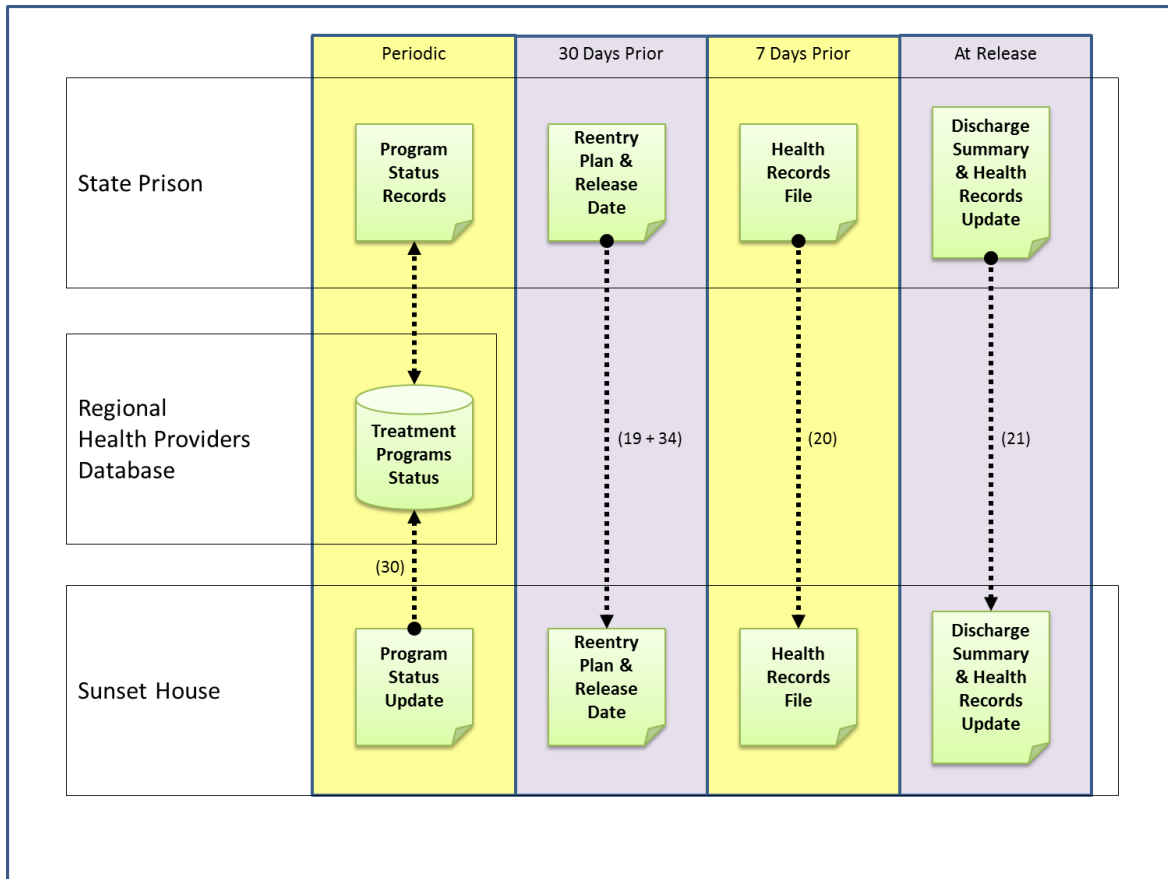 Periodic
30 Days Prior
7 Days Prior
At Release
State Prison
Program
Status
Records
Reentry
Plan &
Release
Date
Health
Records
File
Discharge
Summary
& Health
Records
Update
Regional
Health Providers
Database
Treatment
Programs
Status
(19 + 34)
(20)
(21)
(30)
Sunset House
Program
Status
Update
Reentry
Plan &
Release
Date
Health
Records
File
Discharge
Summary
& Health
Records
Update